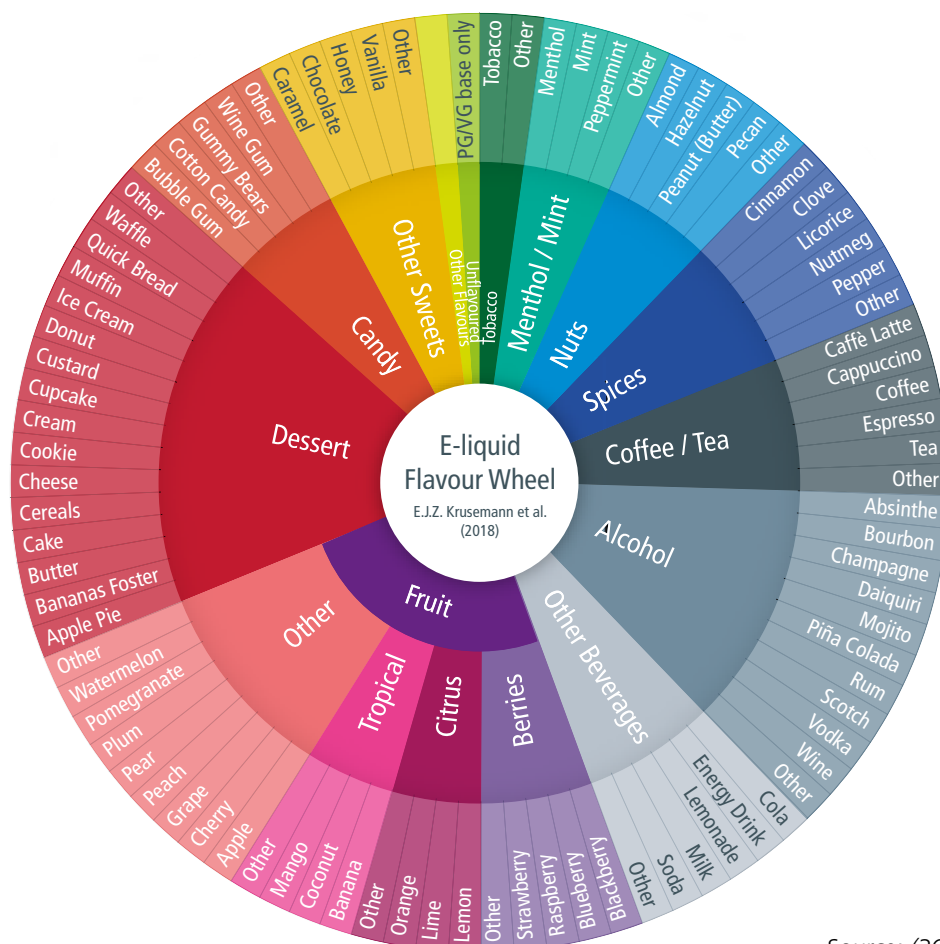 E-liquid
Flavour Wheel
E.J.Z. Krusemann et al.
(2018)
Tobacco
Tobacco
Other
Menthol / Mint
Menthol
Mint
Peppermint
Other
Nuts
Almond
Hazelnut
Peanut (Butter)
Pecan
Other
Spices
Cinnamon
Clove
Licorice
Nutmeg
Pepper
Other
Coffee / Tea
Caffè Latte
Cappuccino
Coffee
Espresso
Tea
Other
Alcohol
Absinthe
Bourbon
Champagne
Daiquiri
Mojito
Piña Colada
Rum
Scotch
Vodka
Wine
Other
Other Beverages
Cola
Energy Drink
Lemonade
Milk
Soda
Other
Fruit
Berries
Blackberry
Blueberry
Raspberry
Strawberry
Other
Citrus
Lemon
Lime
Orange
Other
Tropical
Banana
Coconut
Mango
Other
Other
Apple
Cherry
Grape
Peach
Pear
Plum
Pomegranate
Watermelon
Other
Dessert
Apple Pie
Bananas Foster
Butter
Cake
Cereals
Cheese
Cookie
Cream
Cupcake
Custard
Donut
Ice Cream
Muffin
Quick Bread
Waffle
Other
Candy
Bubble Gum
Cotton Candy
Gummy Bears
Wine Gum
Other
Other Sweets
Caramel
Chocolate
Honey
Vanilla
Other
Other Flavours
Unflavoured
PG/VG base only